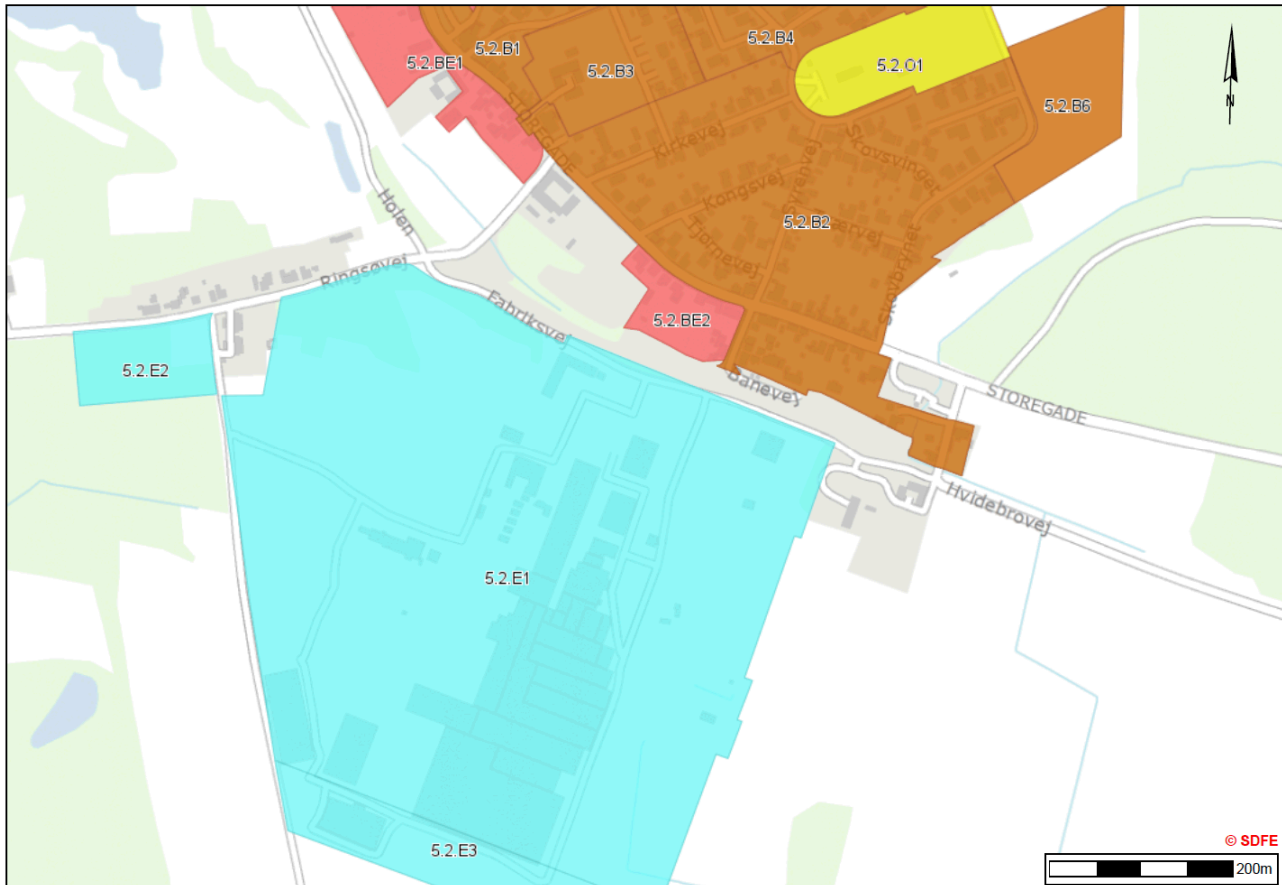 5.2.B1
5.2.B4
5.2.BE1
5.2.B3
5.2.O1
5.2.B6
N
STOREGADE
Kirkevej
Skovsvinget
Kongsvej
Syrenvej
Holen
5.2.B2
Tjørnevej
Ringsøvej
Skovbrynet
Fabriksvej
5.2.BE2
5.2.E2
Banevej
STOREGADE
Hvidebrovej
5.2.E1
© SDFE
5.2.E3
200m